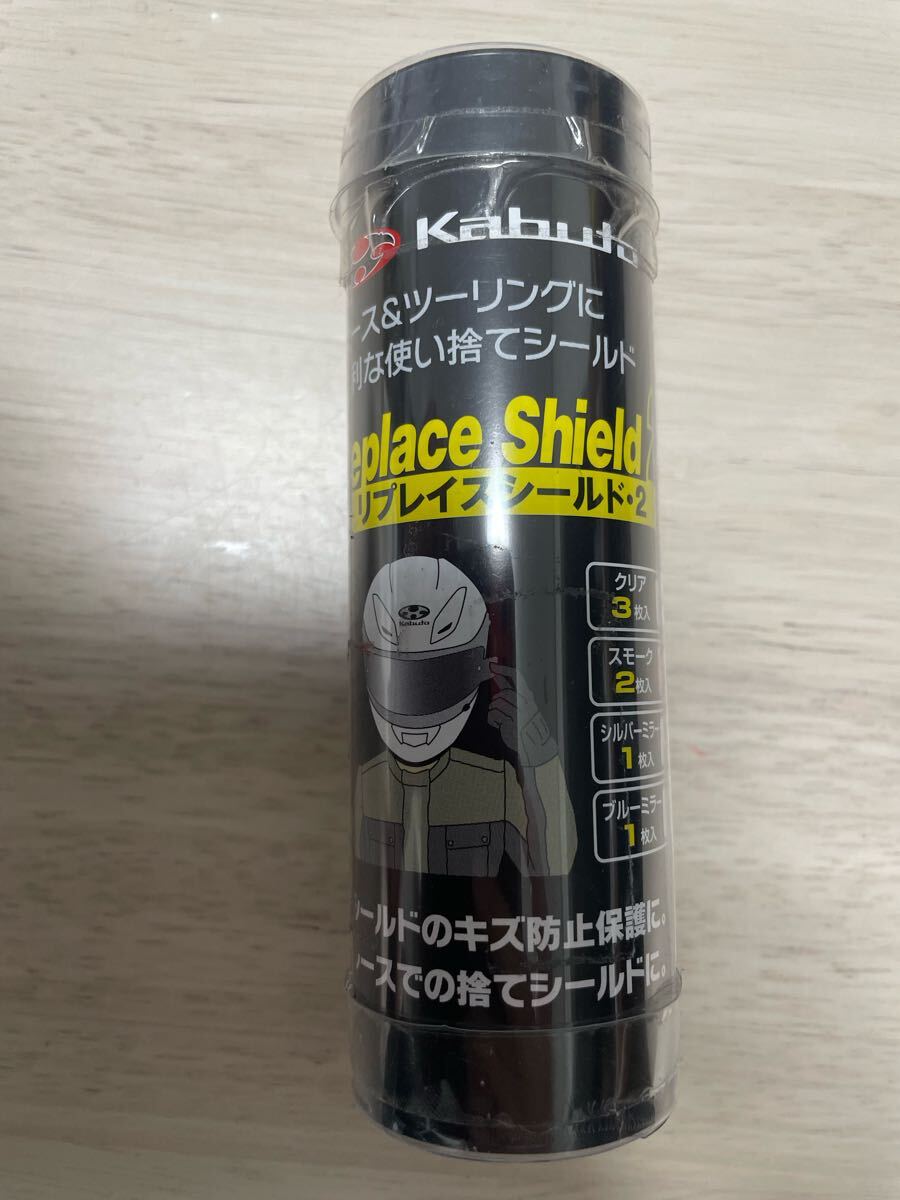 Kabuto
ース&ツーリングに
利な使い捨てシールド
eplace Shield 2
リプレイスシールド・2
Kabuto
クリア
3枚入
スモーク
2枚入
シルバーミラー
1枚入
ブルーミラー
1枚入
シールドのキズ防止保護に。
レースでの捨てシールドに。